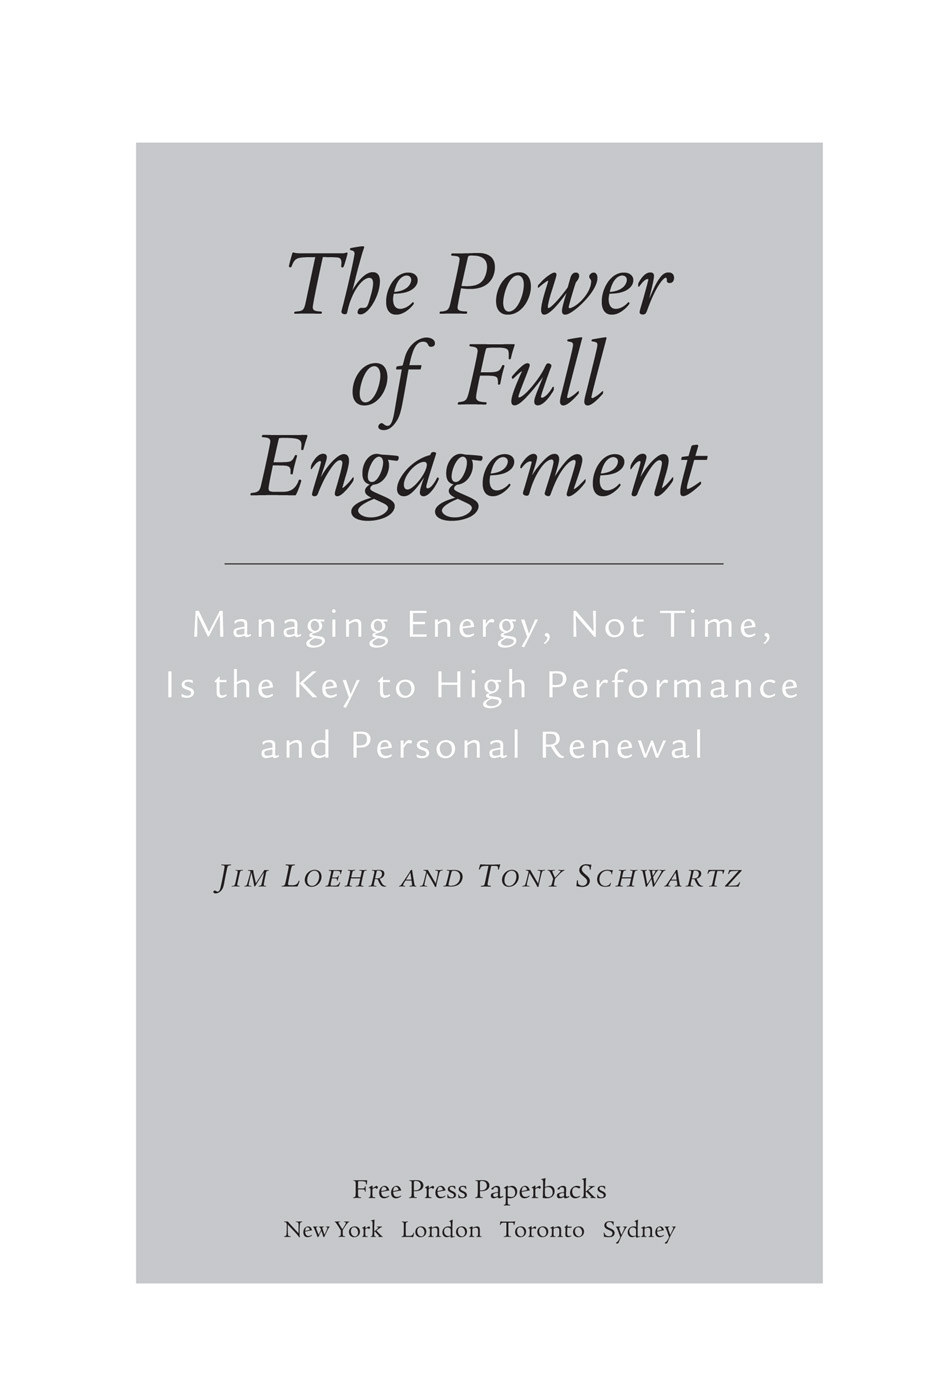 The Power
of Full
Engagement
Managing Energy, Not Time,
Is the Key to High Performance
and Personal Renewal
Jim Loehr and Tony Schwartz
Free Press Paperbacks
New York London Toronto Sydney